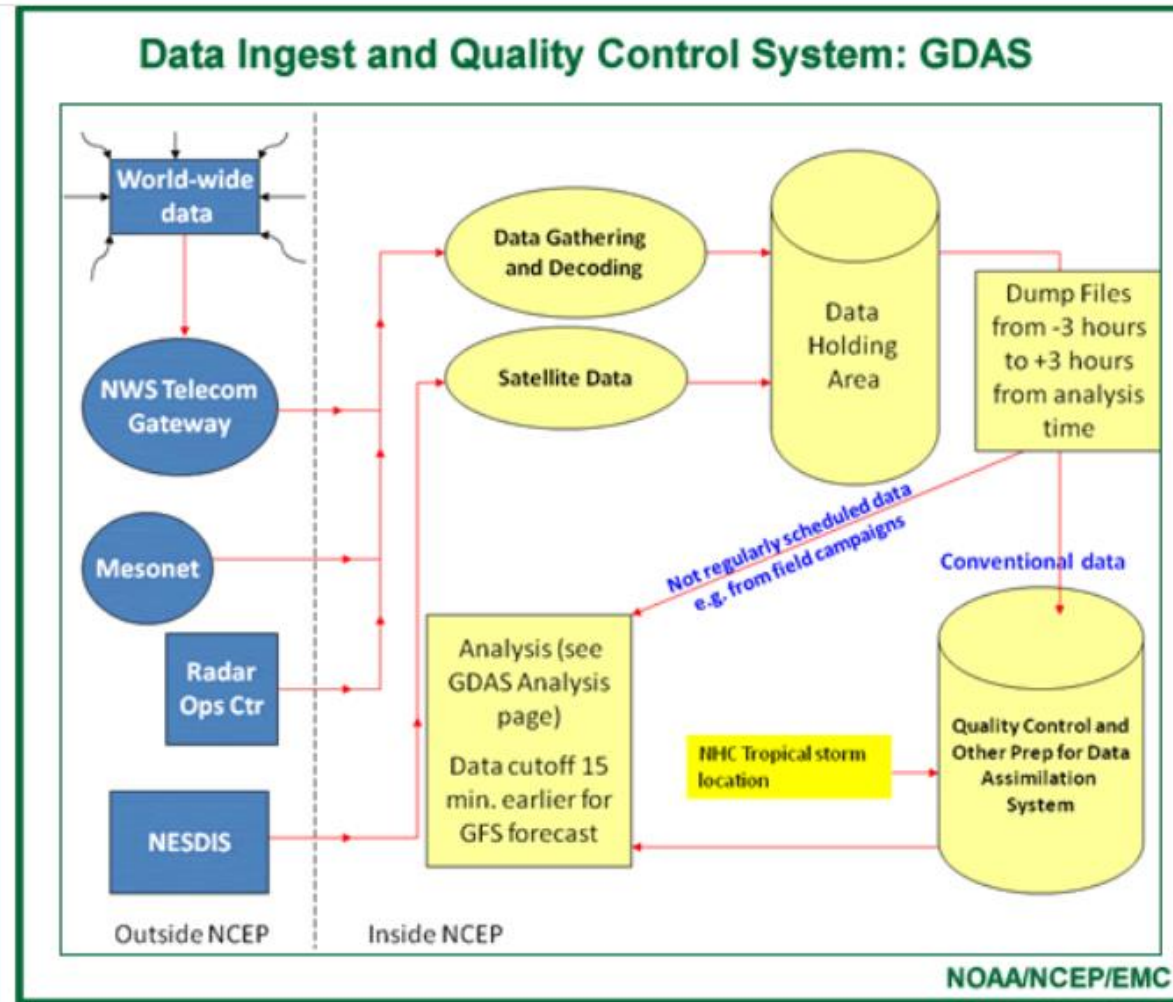 Data Ingest and Quality Control System: GDAS
World-wide
data
NWS Telecom
Gateway
Mesonet
Radar
Ops Ctr
NESDIS
Outside NCEP
Data Gathering
and Decoding
Satellite Data
Data
Holding
Area
Dump Files
from -3 hours
to +3 hours
from analysis
time
Not regularly scheduled data
e.g. from field campaigns
Conventional data
Analysis (see
GDAS Analysis
page)
Data cutoff 15
min. earlier for
GFS forecast
NHC Tropical storm
location
Quality Control and
Other Prep for Data
Assimilation
System
Inside NCEP
NOAA/NCEP/EMC